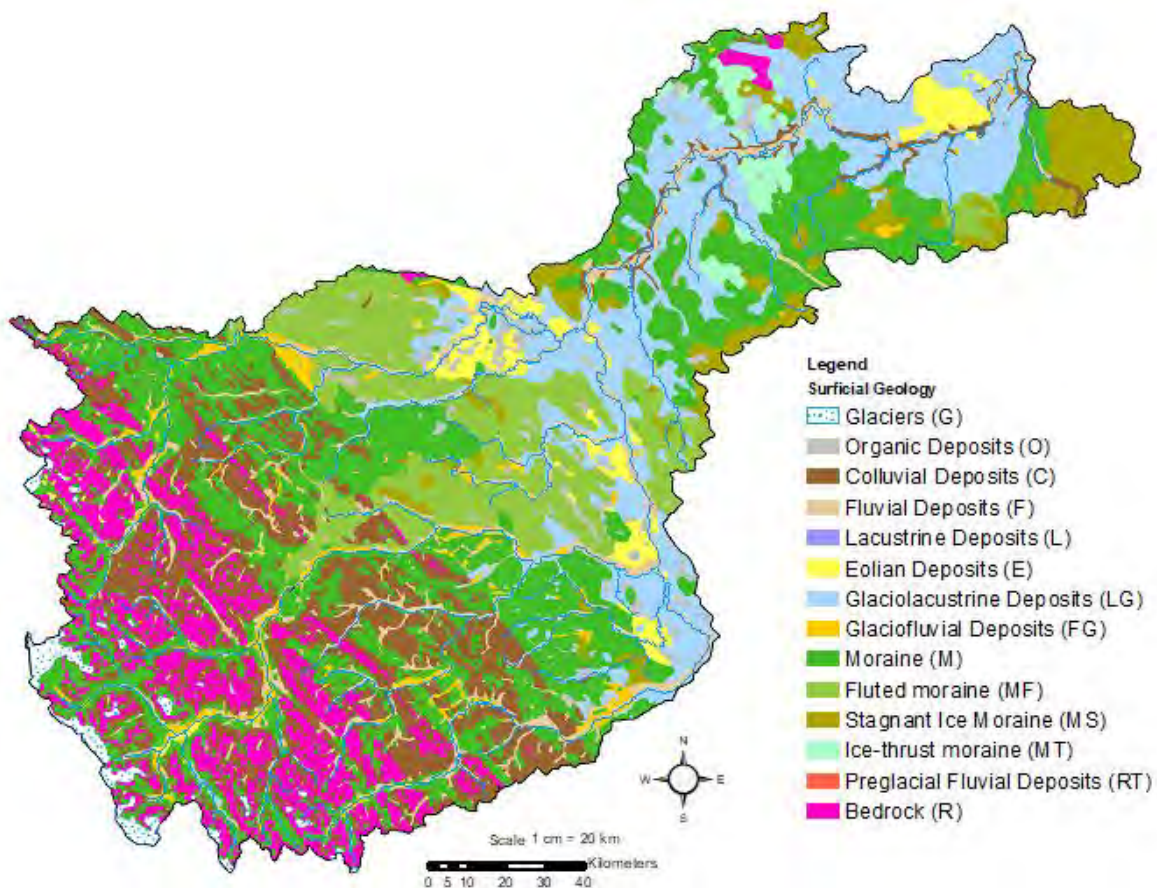 Legend
Surficial Geology
Glaciers (G)
Organic Deposits (O)
Colluvial Deposits (C)
Fluvial Deposits (F)
Lacustrine Deposits (L)
Eolian Deposits (E)
Glaciolacustrine Deposits (LG)
Glaciofluvial Deposits (FG)
Moraine (M)
Fluted moraine (MF)
Stagnant Ice Moraine (MS)
Ice-thrust moraine (MT)
Preglacial Fluvial Deposits (RT)
Bedrock (R)
N
W E
S
Scale 1 cm = 20 km
Kilometers
0 5 10 20 30 40